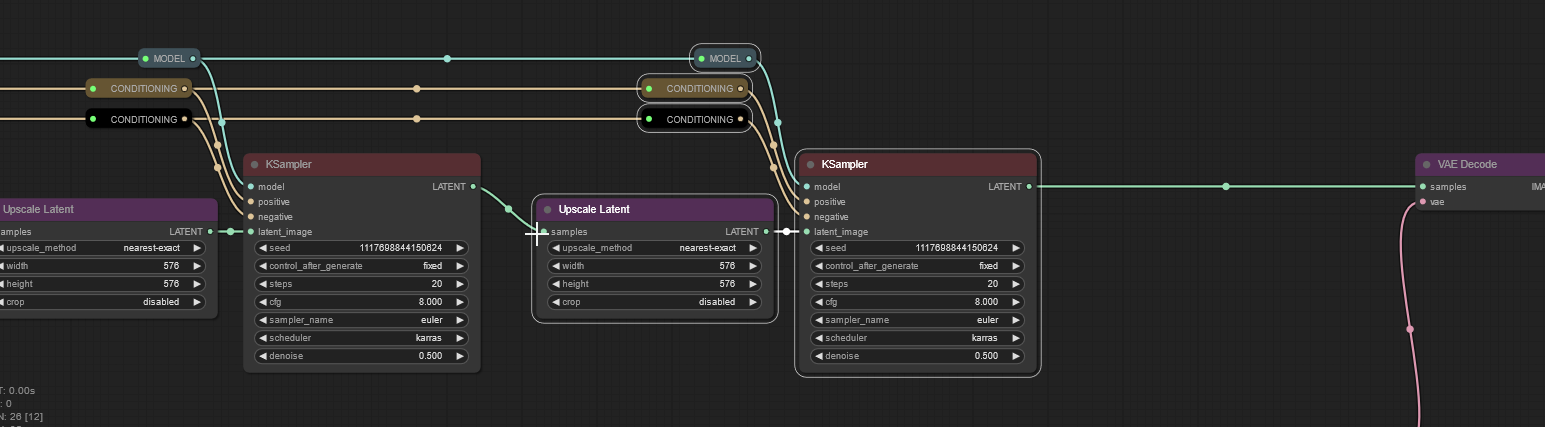 MODEL
MODEL
CONDITIONING
CONDITIONING
CONDITIONING
CONDITIONING
KSampler
model
LATENT
positive
negative
latent_image
seed 1117698844150624
control_after_generate fixed
steps 20
cfg 8.000
sampler_name euler
scheduler karras
denoise 0.500
Upscale Latent
amples
LATENT
upscale_method nearest-exact
width 576
height 576
crop disabled
Upscale Latent
samples
LATENT
upscale_method nearest-exact
width 576
height 576
crop disabled
KSampler
model
LATENT
positive
negative
latent_image
seed 1117698844150624
control_after_generate fixed
steps 20
cfg 8.000
sampler_name euler
scheduler karras
denoise 0.500
VAE Decode
samples
IMA
vae
T: 0.00s
: 0
N: 26 [12]